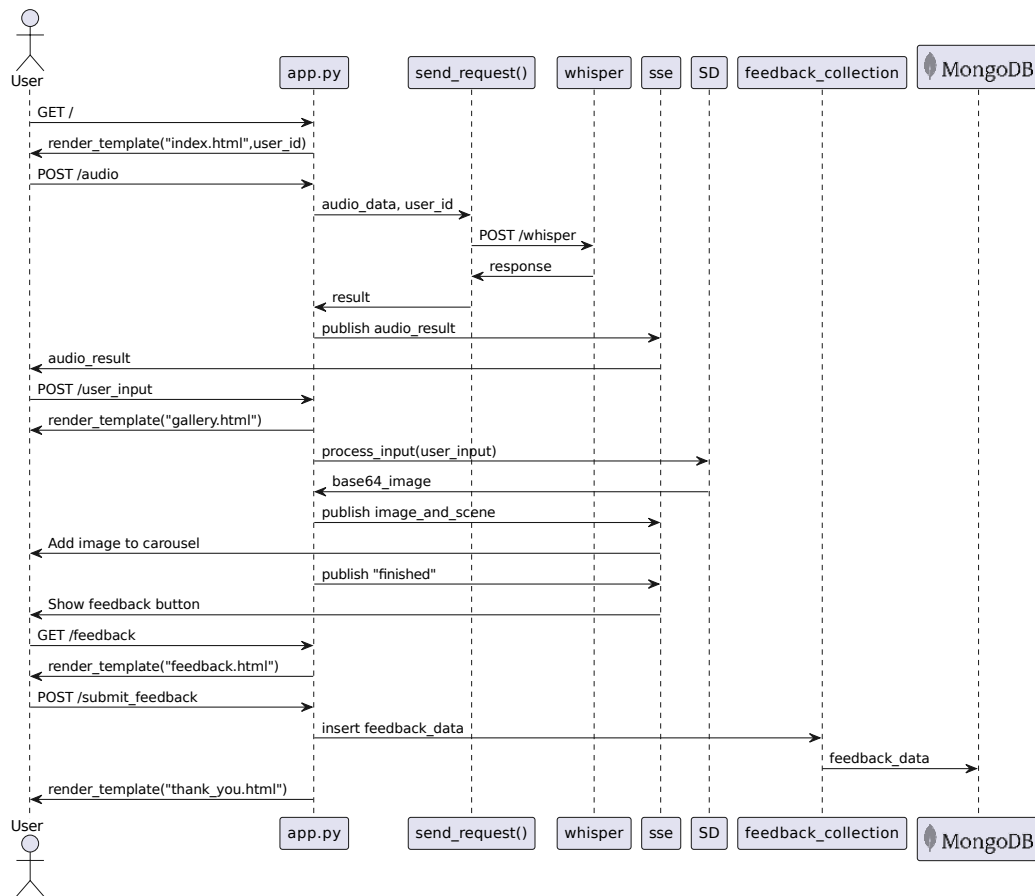 User
app.py
send_request()
whisper
sse
SD
feedback_collection
MongoDB
GET /
render_template("index.html",user_id)
POST /audio
audio_data, user_id
POST /whisper
response
result
publish audio_result
audio_result
POST /user_input
render_template("gallery.html")
process_input(user_input)
base64_image
publish image_and_scene
Add image to carousel
publish "finished"
Show feedback button
GET /feedback
render_template("feedback.html")
POST /submit_feedback
insert feedback_data
feedback_data
render_template("thank_you.html")
User
app.py
send_request()
whisper
sse
SD
feedback_collection
MongoDB